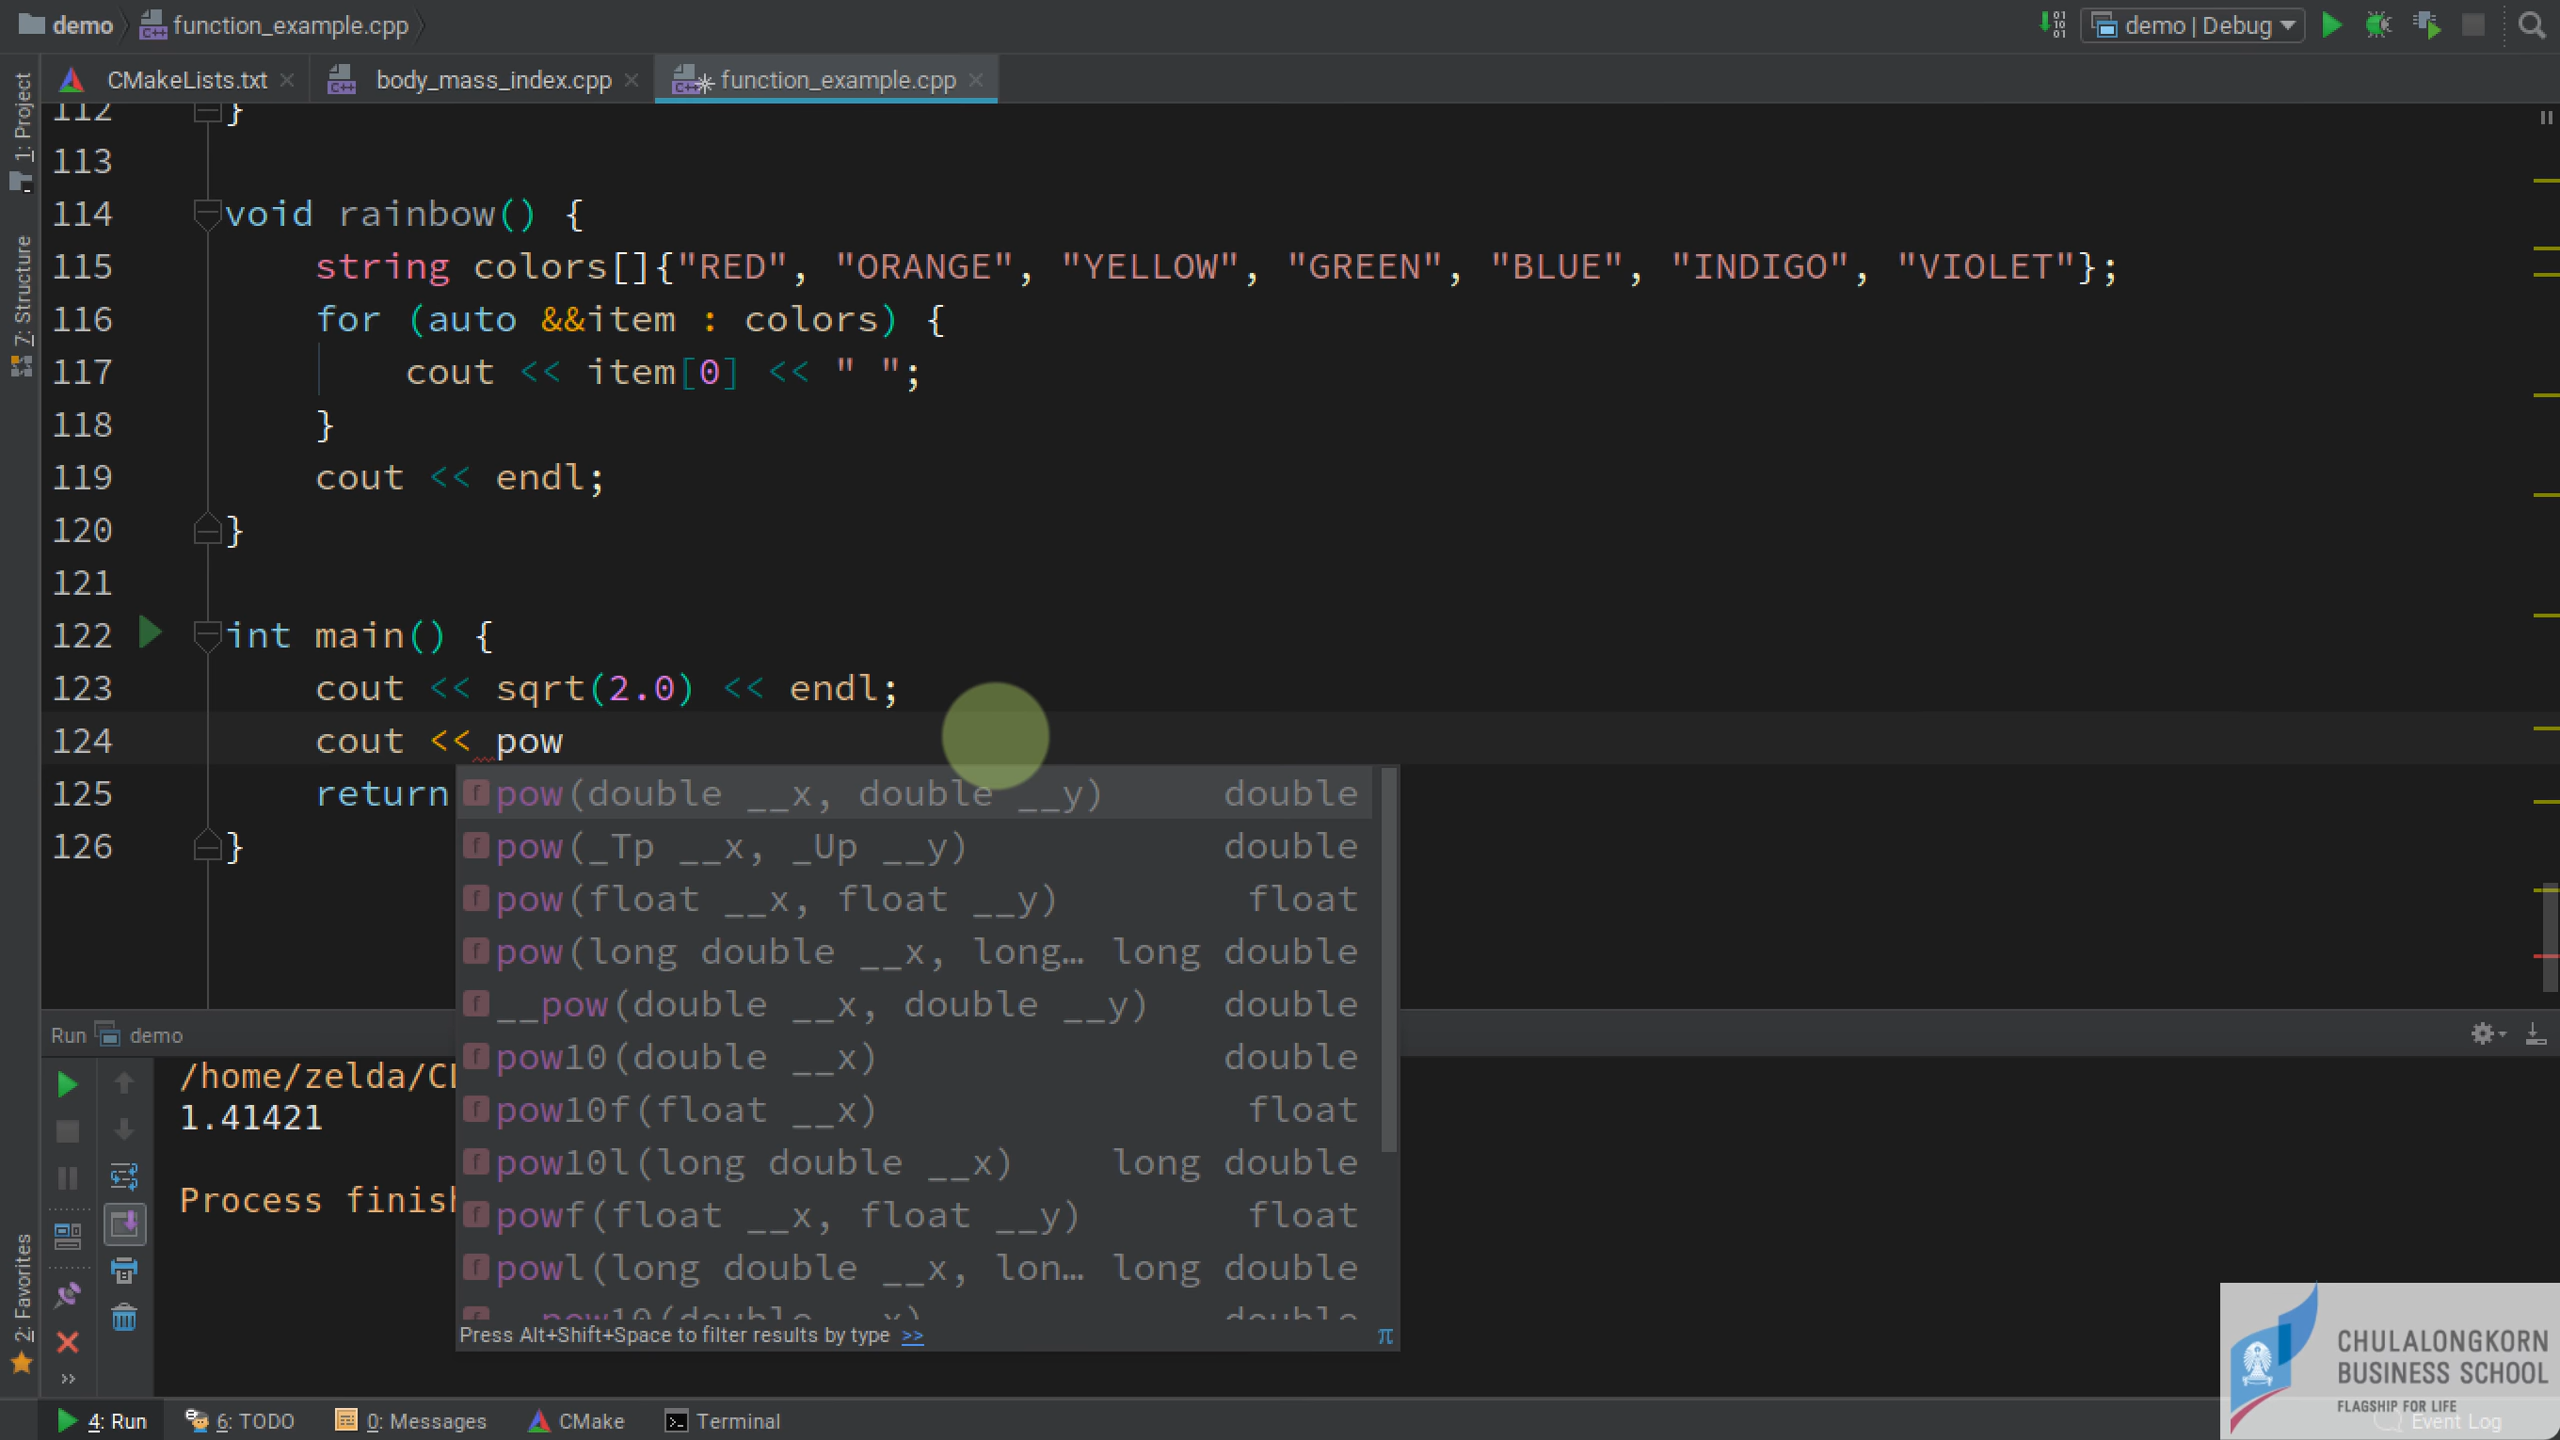 demo function_example.cpp demo | Debug
CMakeLists.txt body_mass_index.cpp function_example.cpp
1: Project
7: Structure
2: Favorites
112 }
113
114 void rainbow() {
115 string colors[]{"RED", "ORANGE", "YELLOW", "GREEN", "BLUE", "INDIGO", "VIOLET"};
116 for (auto &&item : colors) {
117 cout << item[0] << " ";
118 }
119 cout << endl;
120 }
121
122 int main() {
123 cout << sqrt(2.0) << endl;
124 cout << pow
125 return
126 }
pow(double __x, double __y) double
pow(_Tp __x, _Up __y) double
pow(float __x, float __y) float
pow(long double __x, long… long double
__pow(double __x, double __y) double
pow10(double __x) double
pow10f(float __x) float
pow10l(long double __x) long double
powf(float __x, float __y) float
powl(long double __x, lon… long double
__pow10(double __x) double
Press Alt+Shift+Space to filter results by type >> π
Run demo
/home/zelda/CL
1.41421
Process finish
4: Run 6: TODO 0: Messages CMake Terminal Event Log
CHULALONGKORN
BUSINESS SCHOOL
FLAGSHIP FOR LIFE